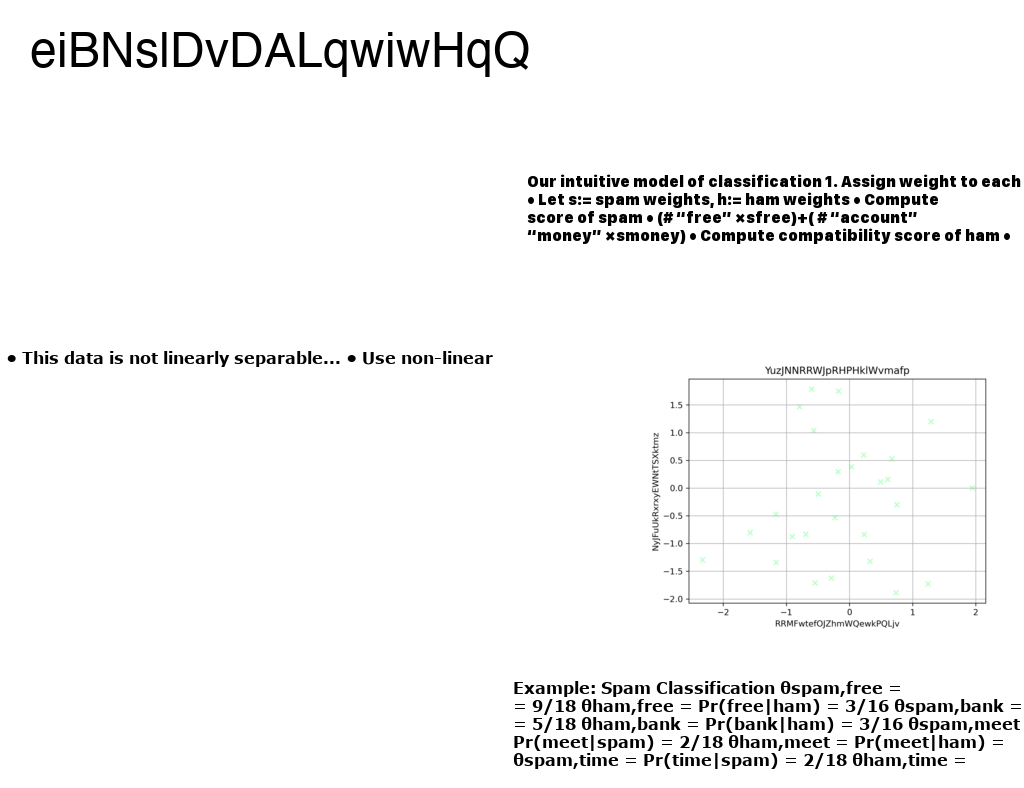 eiBNslDvDALqwiwHqQ
Our intuitive model of classification 1. Assign weight to each
• Let s:= spam weights, h:= ham weights • Compute
score of spam • (# “free” ×sfree)+( # “account”
“money” ×smoney) • Compute compatibility score of ham •
• This data is not linearly separable... • Use non-linear
YuzJNNRRWJpRHPHklWvmafp
NyJFuUkRxrxyEWNtTSXktmz
1.5
1.0
0.5
0.0
−0.5
−1.0
−1.5
−2.0
−2 −1 0 1 2
RRMFwtefOJZhmWQewkPQLjv
Example: Spam Classification θspam,free =
= 9/18 θham,free = Pr(free|ham) = 3/16 θspam,bank =
= 5/18 θham,bank = Pr(bank|ham) = 3/16 θspam,meet
Pr(meet|spam) = 2/18 θham,meet = Pr(meet|ham) =
θspam,time = Pr(time|spam) = 2/18 θham,time =